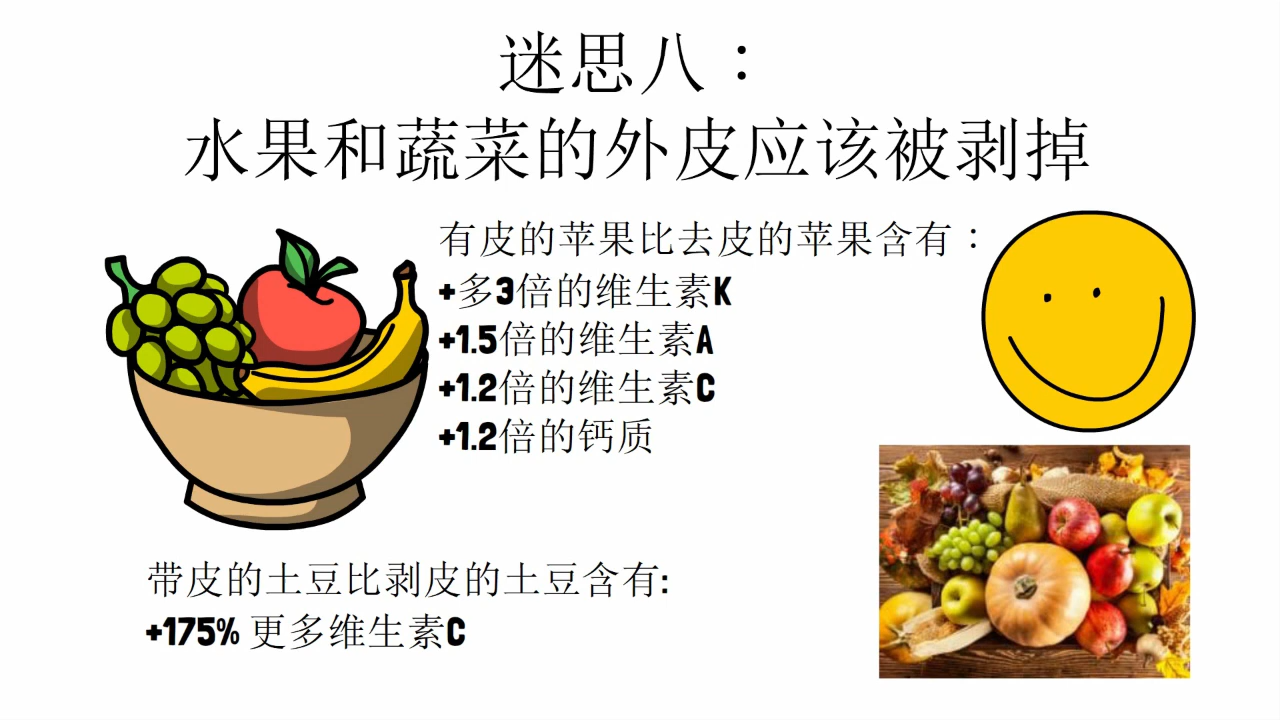 迷思八：
水果和蔬菜的外皮应该被剥掉
有皮的苹果比去皮的苹果含有：
+多3倍的维生素K
+1.5倍的维生素A
+1.2倍的维生素C
+1.2倍的钙质
带皮的土豆比剥皮的土豆含有:
+175% 更多维生素C